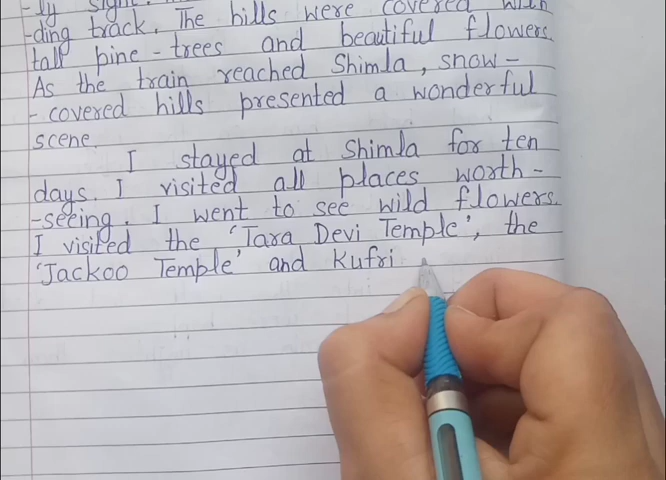 -ly sight.
-ding track. The hills were covered with
tall pine-trees and beautiful flowers.
As the train reached Shimla, snow-
-covered hills presented a wonderful
scene.
I stayed at Shimla for ten
days. I visited all places worth-
-seeing. I went to see wild flowers.
I visited the 'Tara Devi Temple', the
'Jackoo Temple' and Kufri